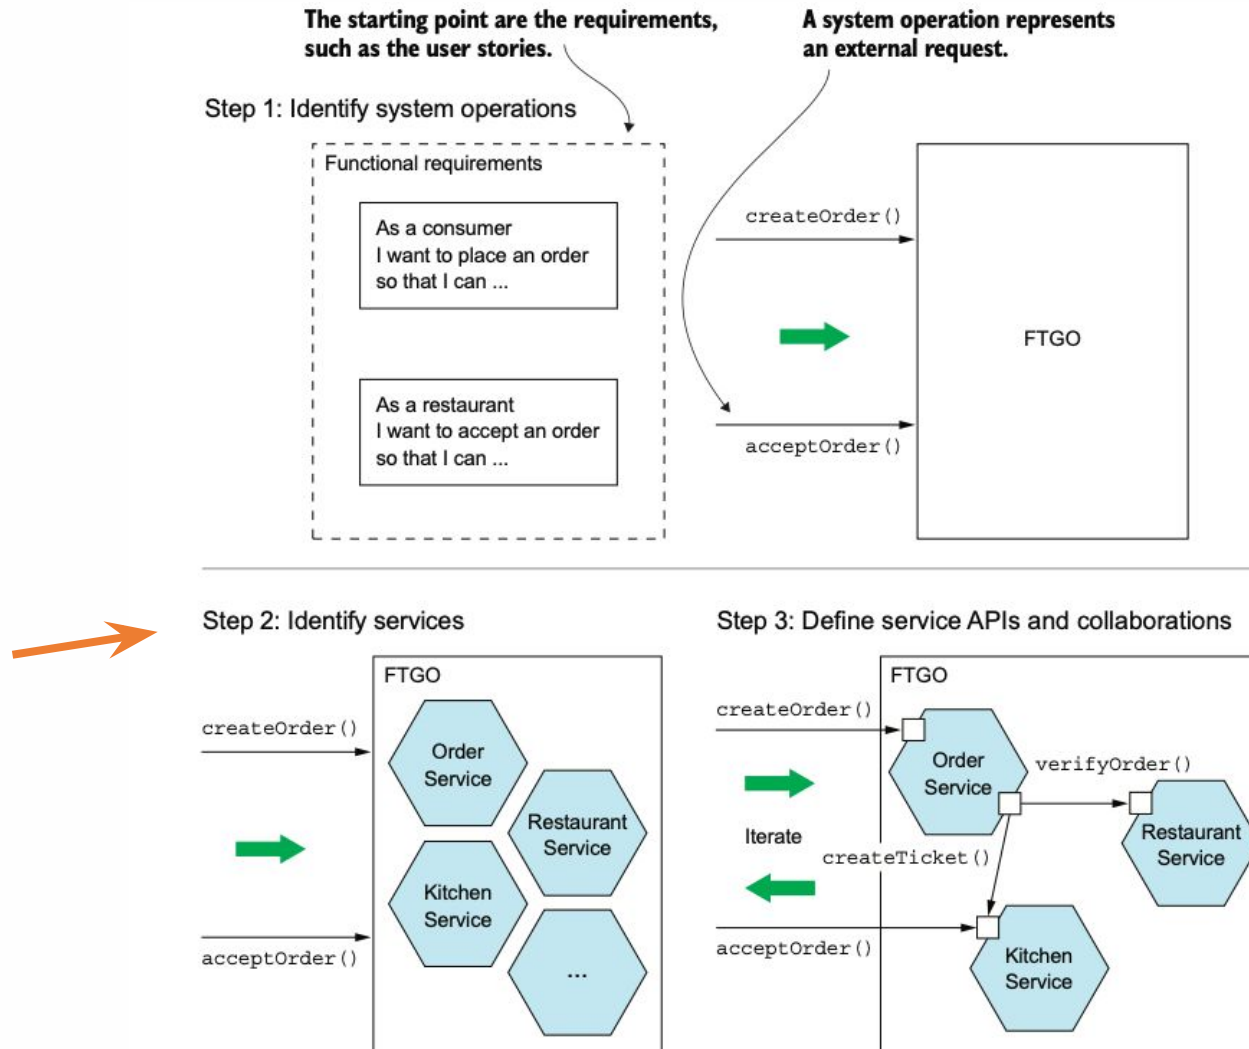 The starting point are the requirements,
such as the user stories.
A system operation represents
an external request.
Step 1: Identify system operations
Functional requirements
As a consumer
I want to place an order
so that I can ...
As a restaurant
I want to accept an order
so that I can ...
createOrder()
acceptOrder()
FTGO
Step 2: Identify services
FTGO
createOrder()
acceptOrder()
Order
Service
Restaurant
Service
Kitchen
Service
...
Step 3: Define service APIs and collaborations
FTGO
createOrder()
Order
Service
verifyOrder()
Restaurant
Service
Iterate
createTicket()
acceptOrder()
Kitchen
Service